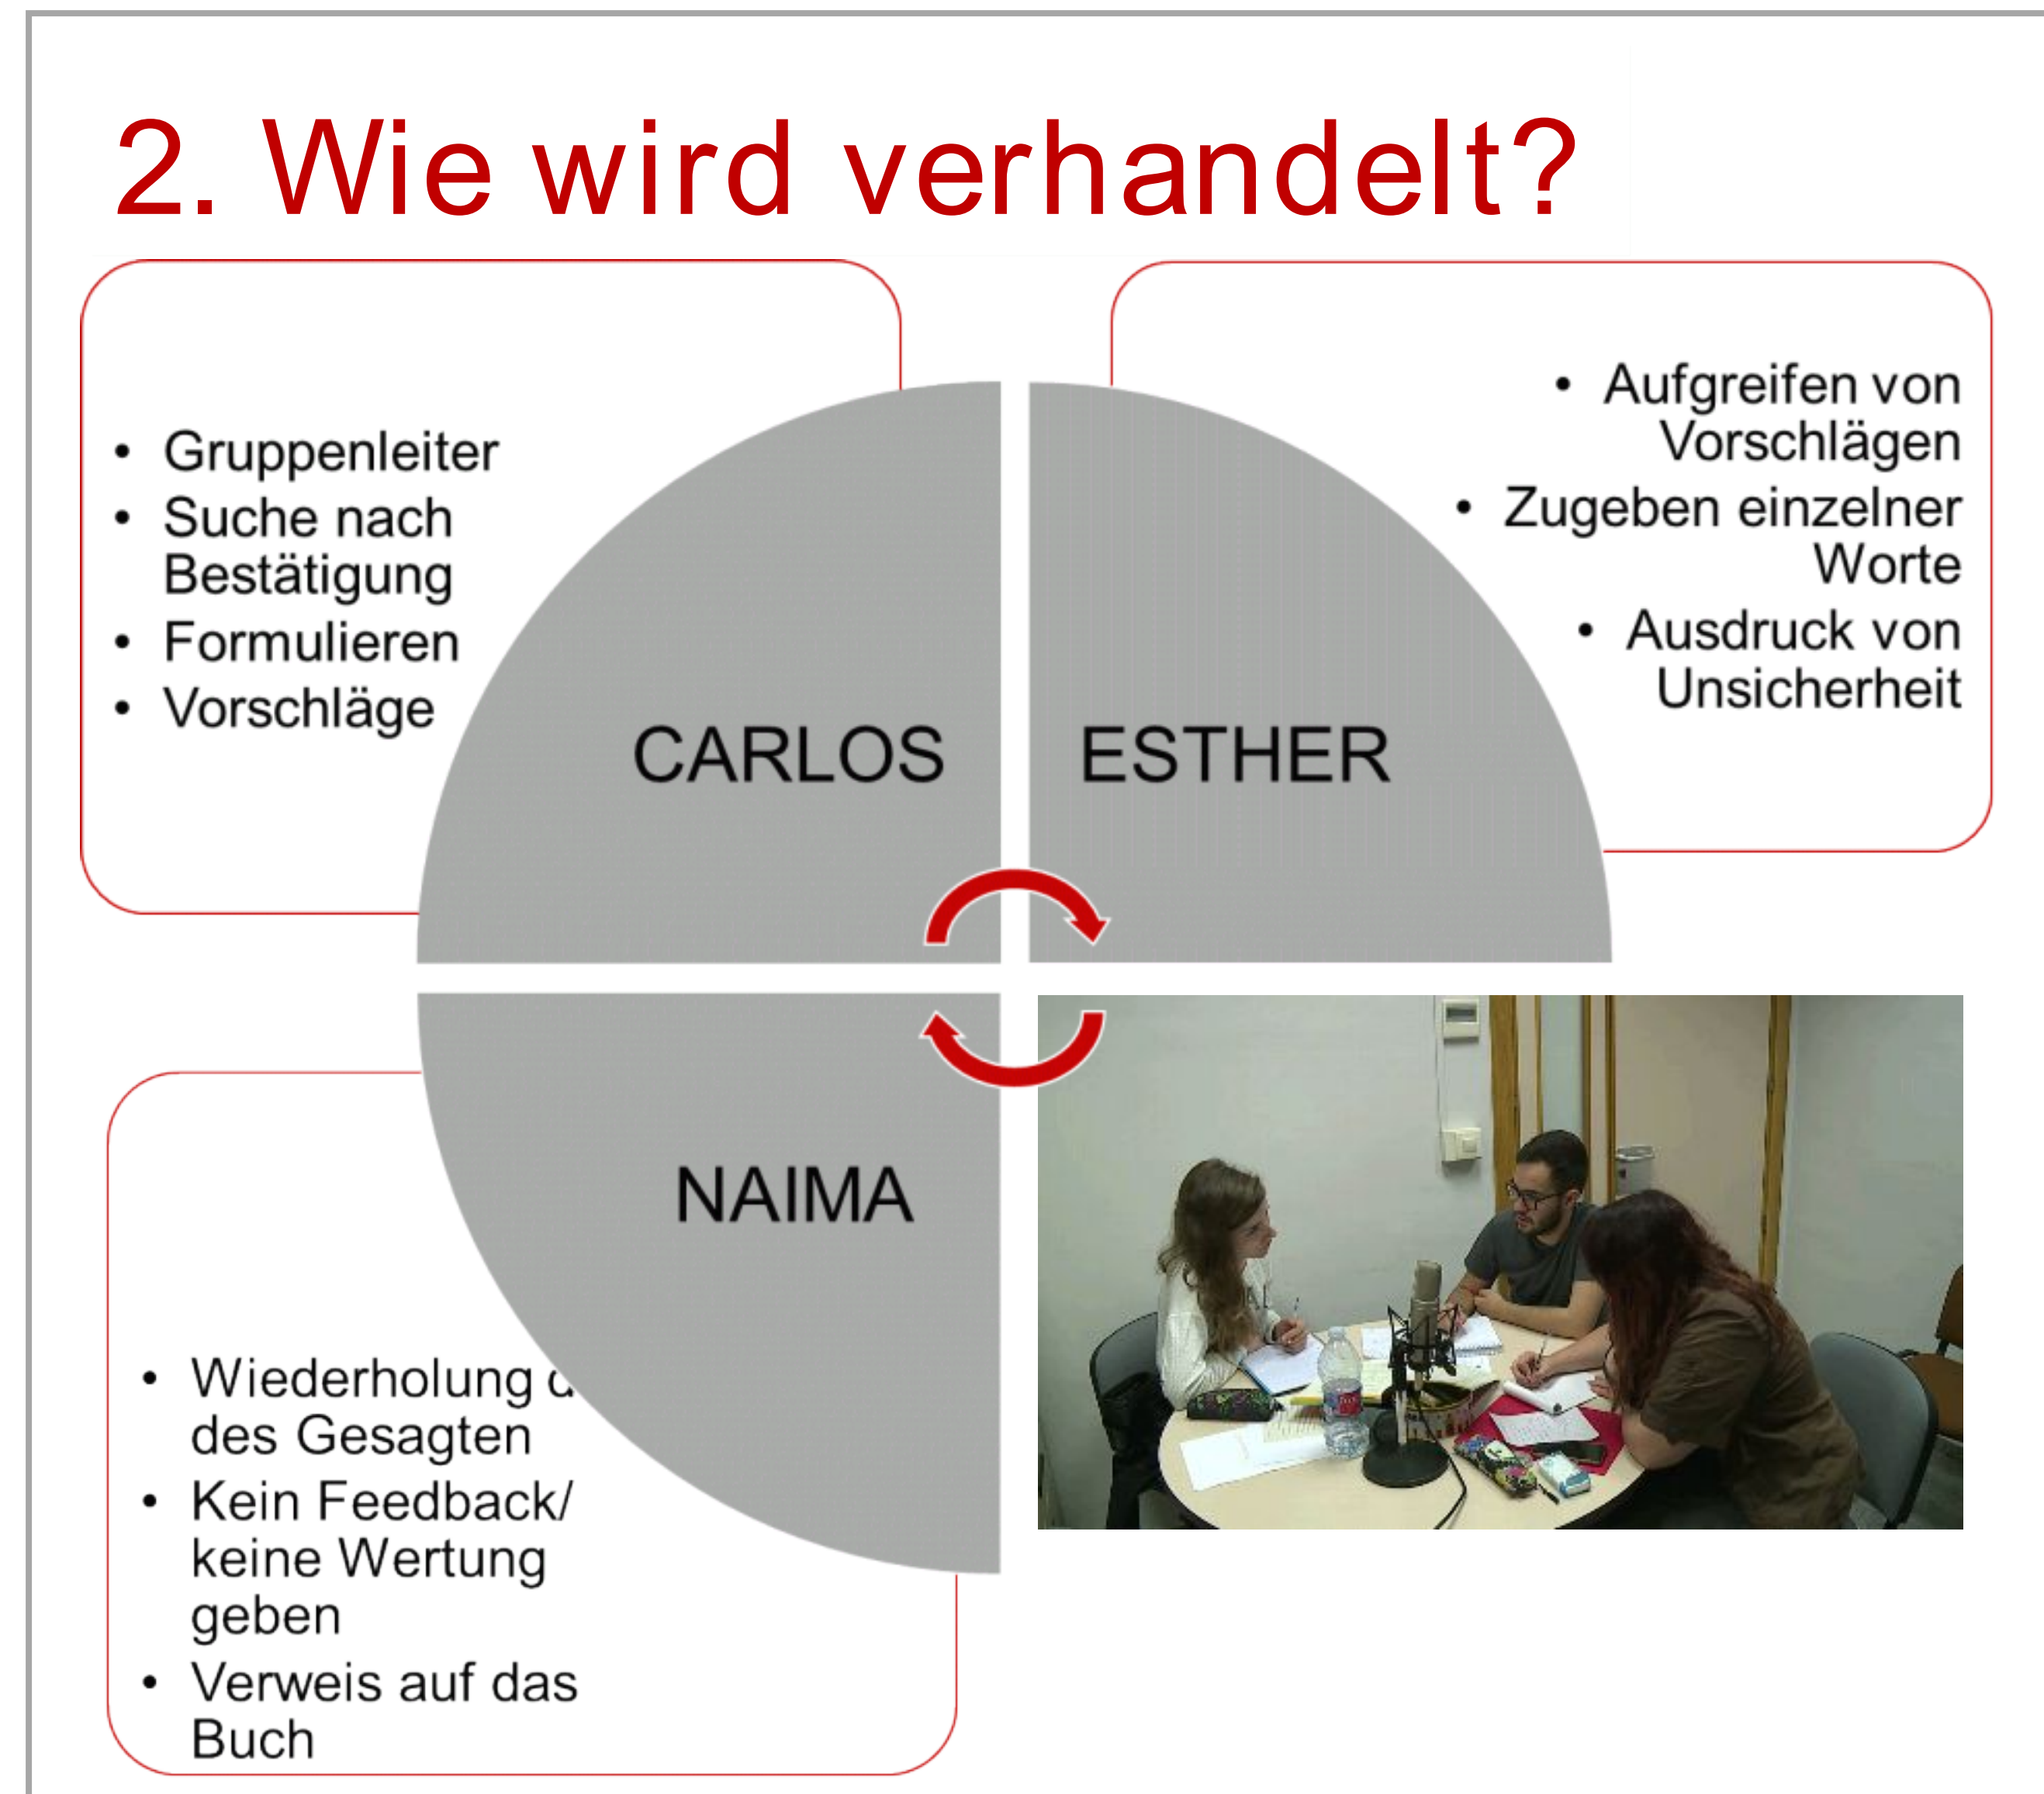 2. Wie wird verhandelt?
• Gruppenleiter
• Suche nach
Bestätigung
• Formulieren
• Vorschläge
CARLOS
• Aufgreifen von
Vorschlägen
• Zugeben einzelner
Worte
• Ausdruck von
Unsicherheit
ESTHER
NAIMA
• Wiederholung
des Gesagten
• Kein Feedback/
keine Wertung
geben
• Verweis auf das
Buch